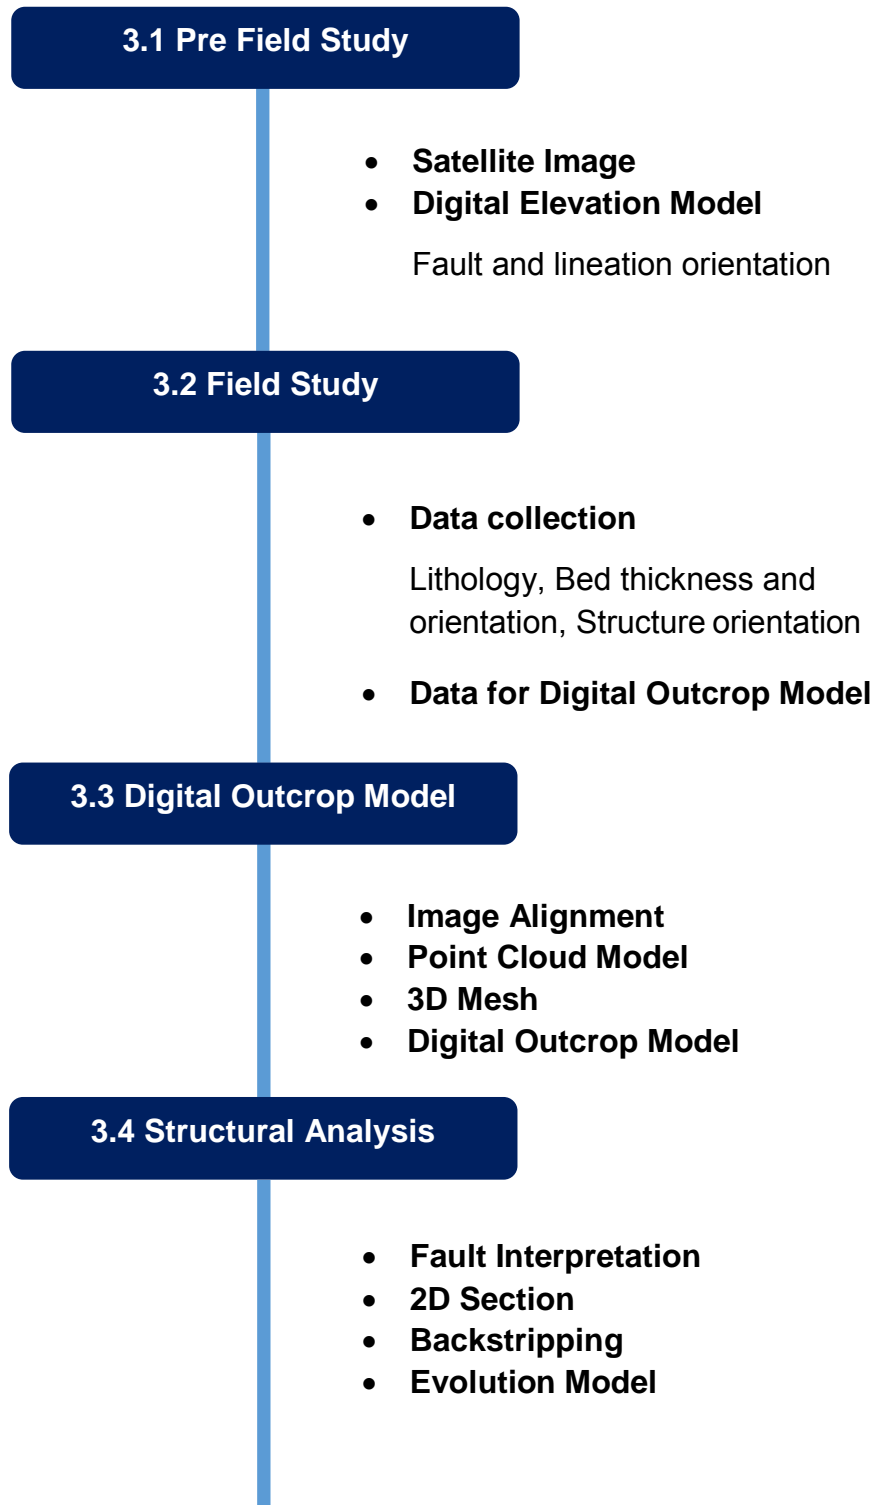 3.1 Pre Field Study
• Satellite Image
• Digital Elevation Model
Fault and lineation orientation
3.2 Field Study
• Data collection
Lithology, Bed thickness and
orientation, Structure orientation
• Data for Digital Outcrop Model
3.3 Digital Outcrop Model
• Image Alignment
• Point Cloud Model
• 3D Mesh
• Digital Outcrop Model
3.4 Structural Analysis
• Fault Interpretation
• 2D Section
• Backstripping
• Evolution Model